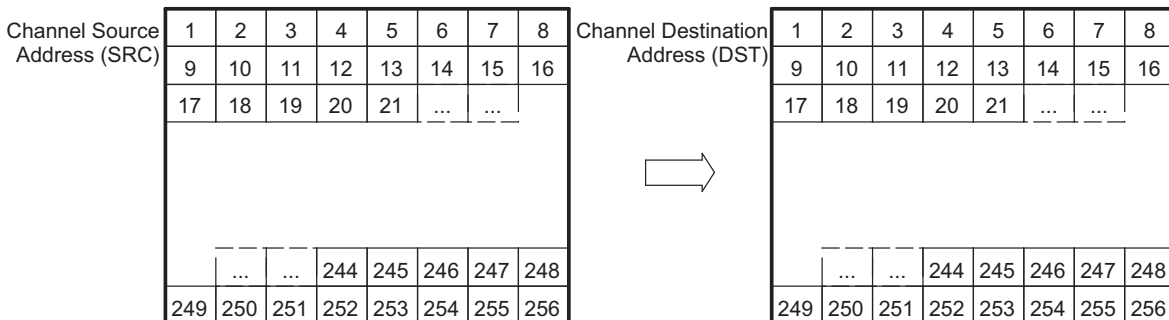 Channel Source Address (SRC)
1 2 3 4 5 6 7 8
9 10 11 12 13 14 15 16
17 18 19 20 21 ... ...
... ... 244 245 246 247 248
249 250 251 252 253 254 255 256
Channel Destination Address (DST)
1 2 3 4 5 6 7 8
9 10 11 12 13 14 15 16
17 18 19 20 21 ... ...
... ... 244 245 246 247 248
249 250 251 252 253 254 255 256